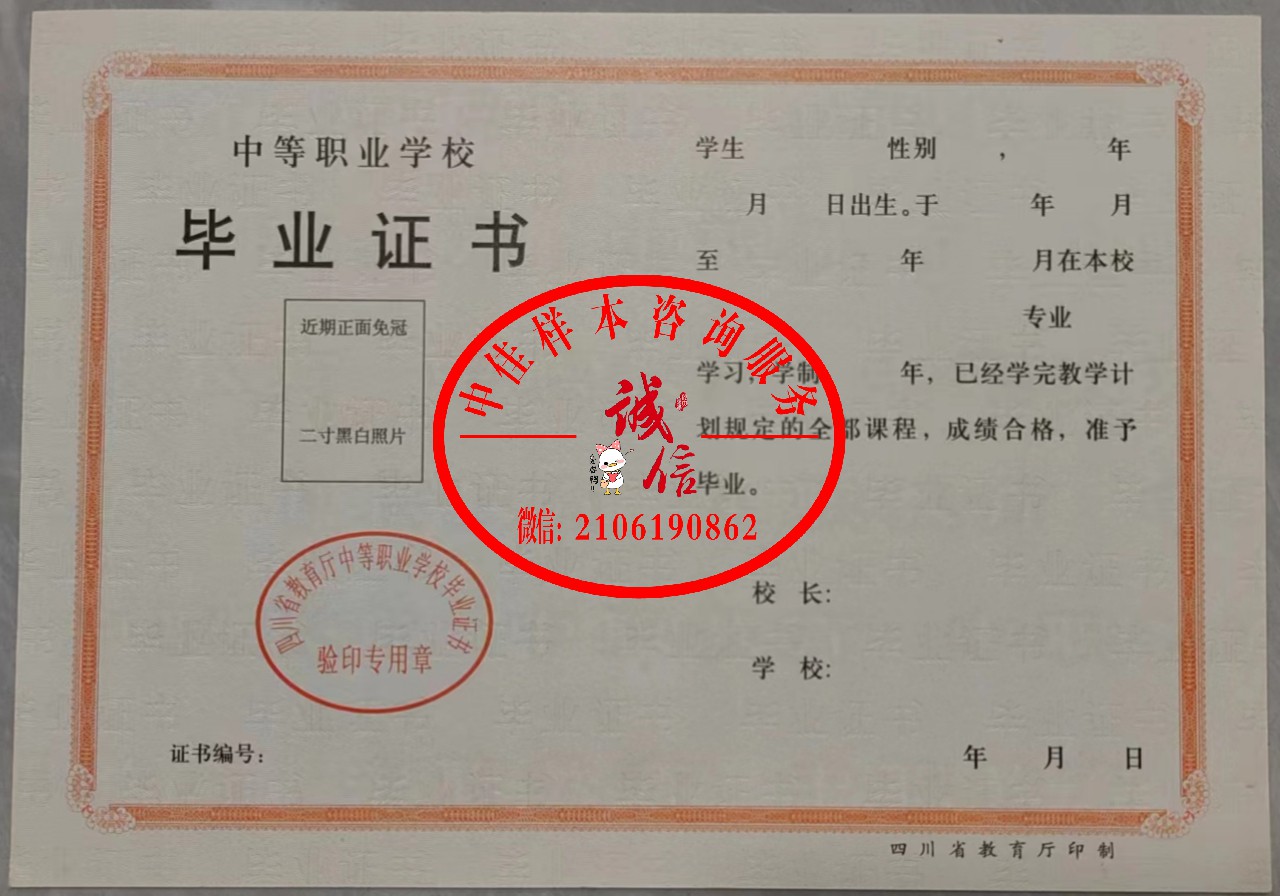 中等职业学校
毕业证书
近期正面免冠
二寸黑白照片
四川省教育厅中等职业学校毕业证书
验印专用章
证书编号：
学生 性别 ， 年
月 日出生。于 年 月
至 年 月在本校
专业
学习，学制 年，已经学完教学计
划规定的全部课程，成绩合格，准予
毕业。
校 长：
学 校：
年 月 日
四川省教育厅印制
中佳样本咨询服务
诚信
微信: 2106190862